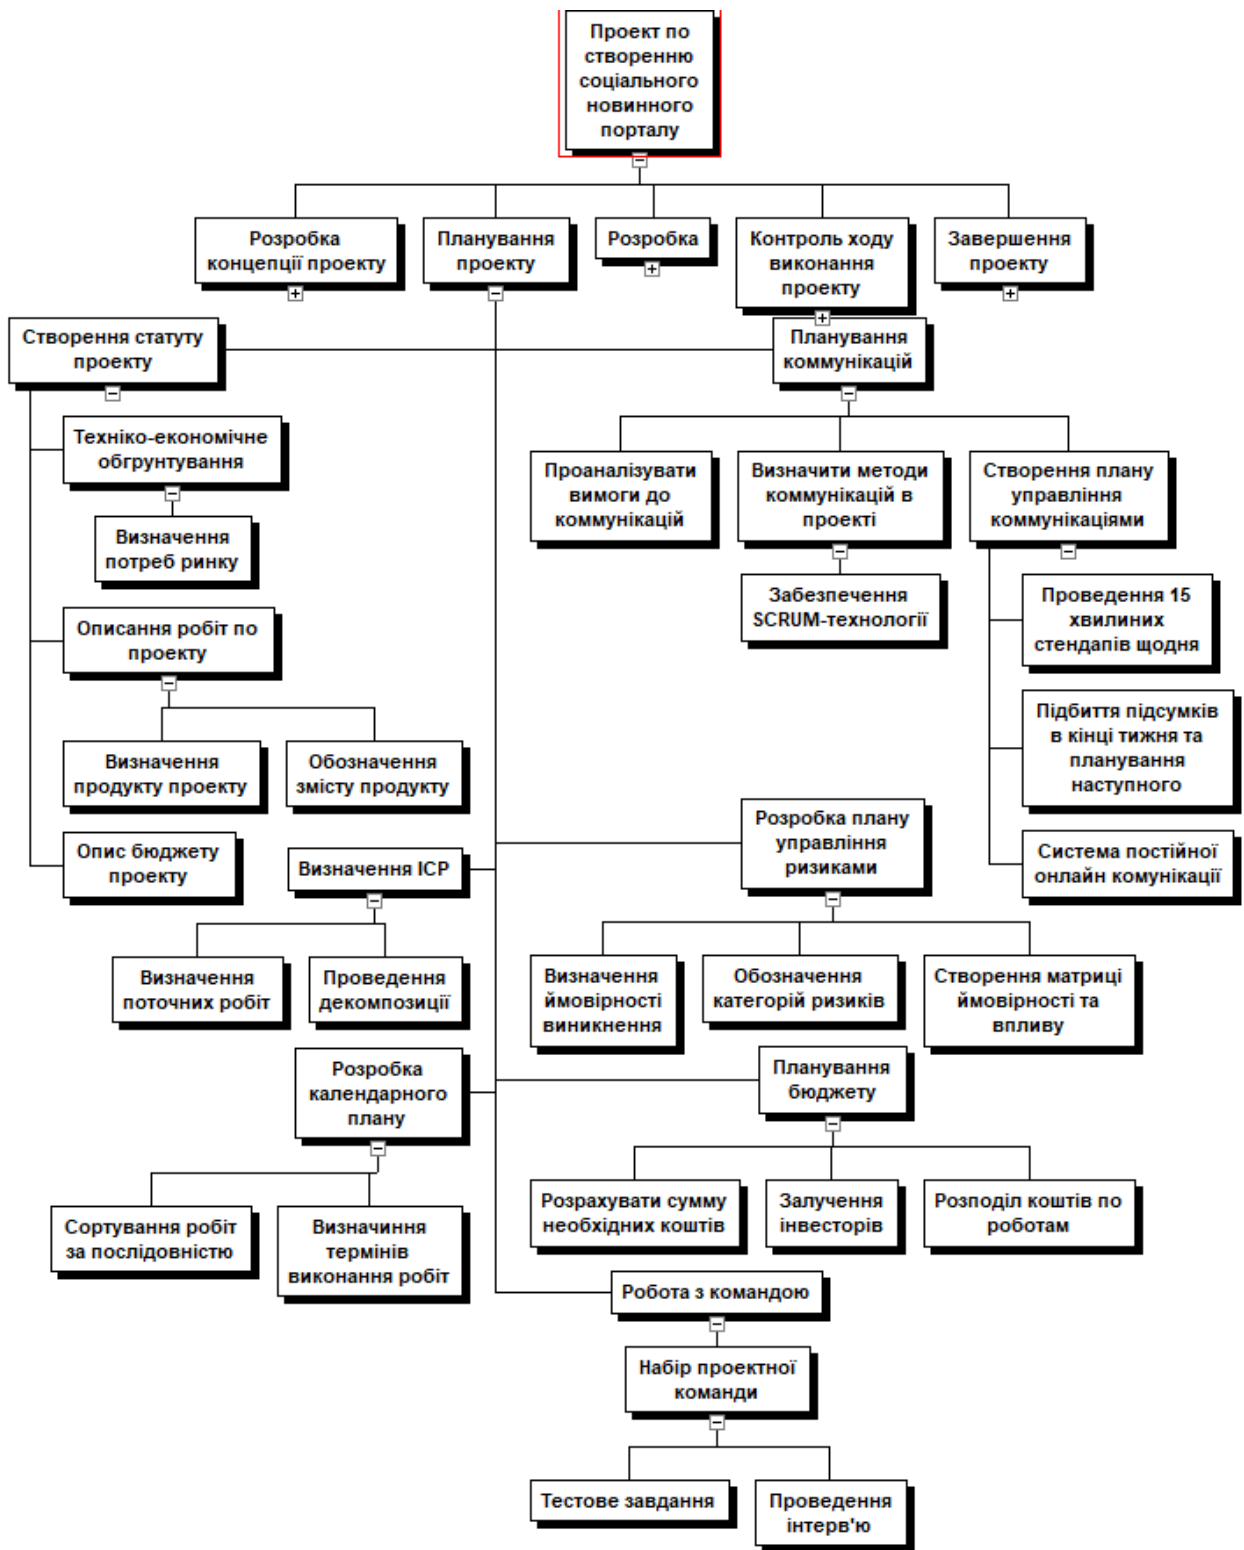 Проект по
створенню
соціального
новинного
порталу
Розробка
концепції проекту
Планування
проекту
Розробка
Контроль ходу
виконання
проекту
Завершення
проекту
Створення статуту
проекту
Планування
коммунікацій
Техніко-економічне
обгрунтування
Визначення
потреб ринку
Проаналізувати
вимоги до
коммунікацій
Визначити методи
коммунікацій в
проекті
Створення плану
управління
коммунікаціями
Забезпечення
SCRUM-технології
Проведення 15
хвилиних
стендапів щодня
Описання робіт по
проекту
Підбиття підсумків
в кінці тижня та
планування
наступного
Визначення
продукту проекту
Обозначення
змісту продукту
Розробка плану
управління
ризиками
Опис бюджету
проекту
Визначення ІСР
Система постійної
онлайн комунікації
Визначення
поточних робіт
Проведення
декомпозиції
Визначення
ймовірності
виникнення
Обозначення
категорій ризиків
Створення матриці
ймовірності та
впливу
Розробка
календарного
плану
Планування
бюджету
Сортування робіт
за послідовністю
Визначиння
термінів
виконання робіт
Розрахувати сумму
необхідних коштів
Залучення
інвесторів
Розподіл коштів по
роботам
Робота з командою
Набір проектної
команди
Тестове завдання
Проведення
інтерв'ю